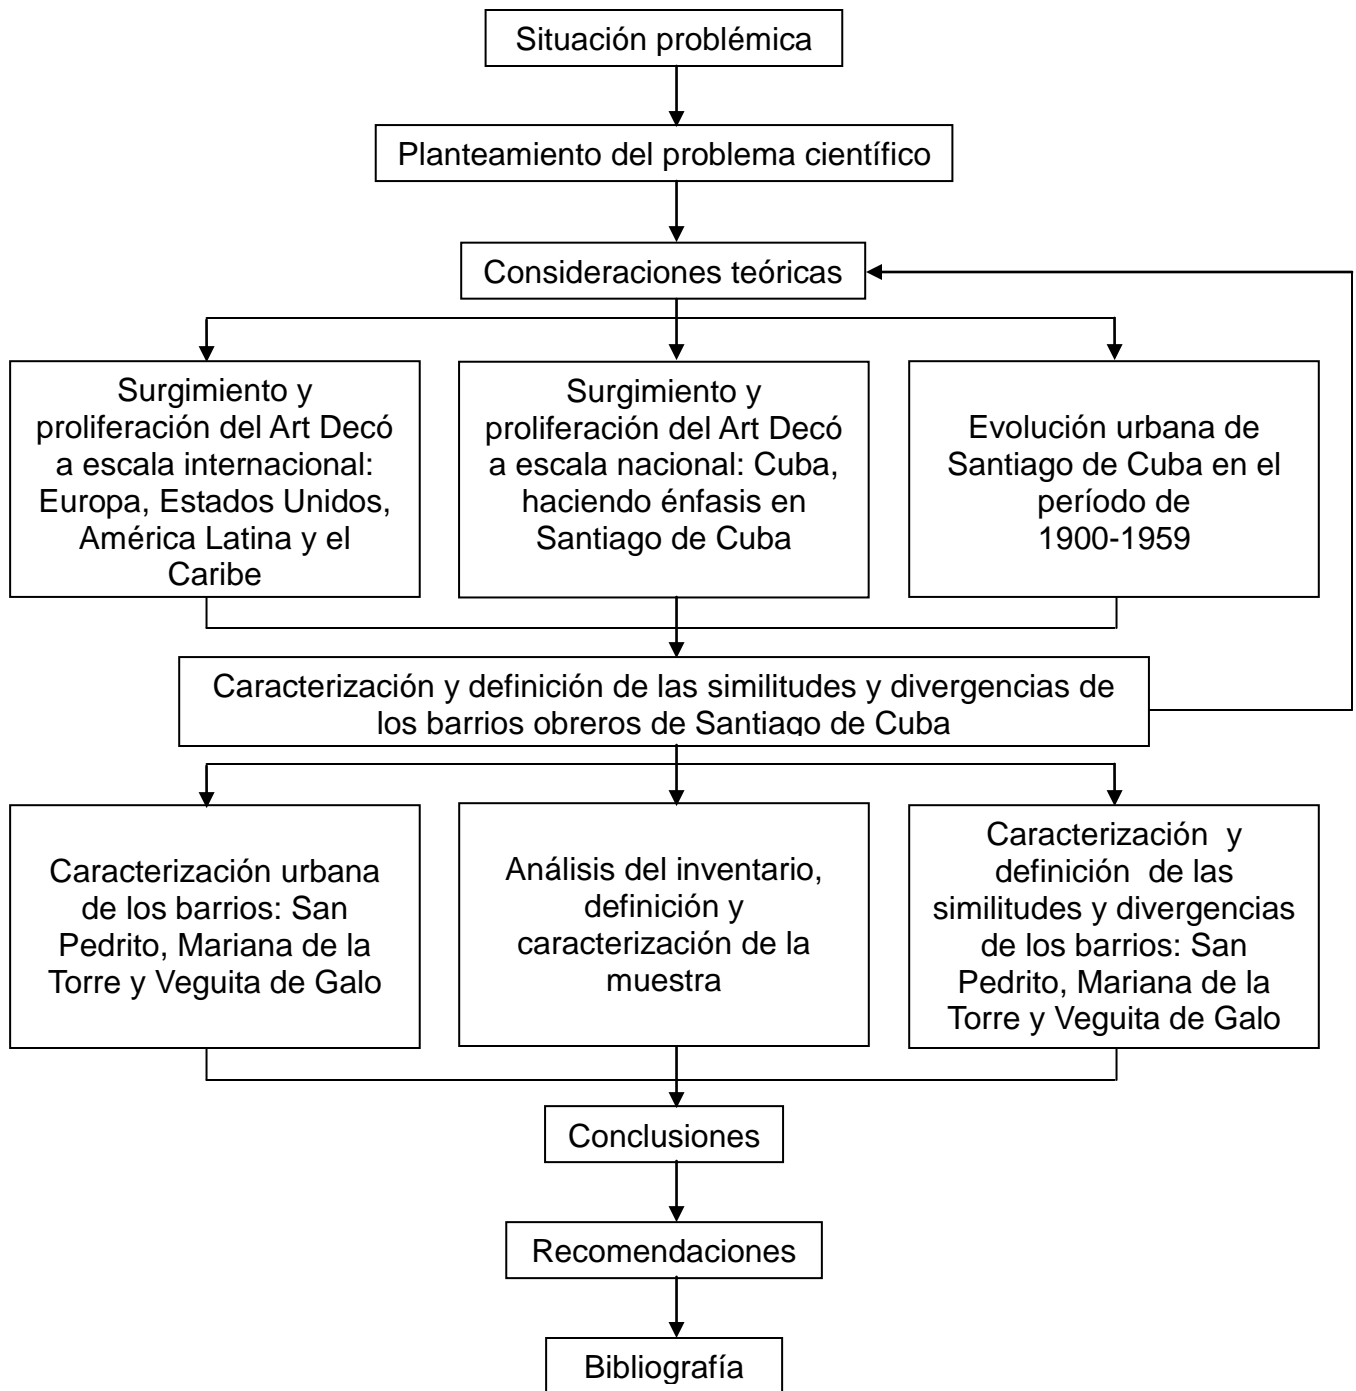 Situación problémica
Planteamiento del problema científico
Consideraciones teóricas
Surgimiento y
proliferación del Art Decó
a escala internacional:
Europa, Estados Unidos,
América Latina y el
Caribe
Surgimiento y
proliferación del Art Decó
a escala nacional: Cuba,
haciendo énfasis en
Santiago de Cuba
Evolución urbana de
Santiago de Cuba en el
período de
1900-1959
Caracterización y definición de las similitudes y divergencias de
los barrios obreros de Santiago de Cuba
Caracterización urbana
de los barrios: San
Pedrito, Mariana de la
Torre y Veguita de Galo
Análisis del inventario,
definición y
caracterización de la
muestra
Caracterización y
definición de las
similitudes y divergencias
de los barrios: San
Pedrito, Mariana de la
Torre y Veguita de Galo
Conclusiones
Recomendaciones
Bibliografía